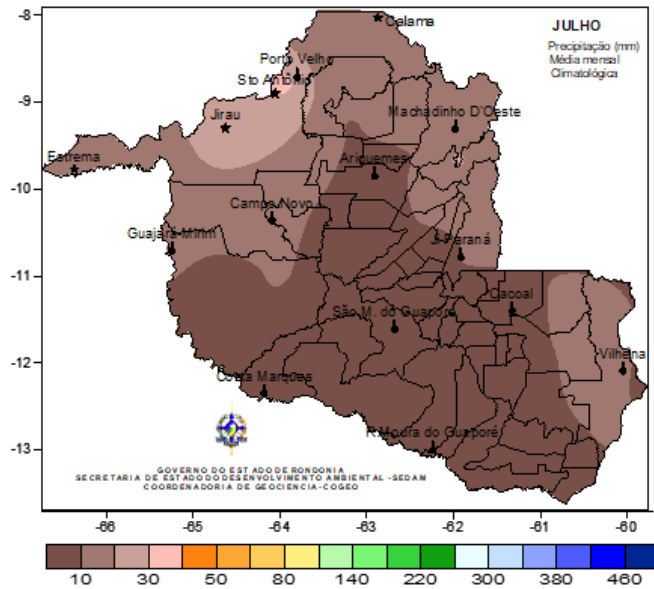 JULHO
Precipitação (mm)
Média mensal
Climatológica
-8
-9
-10
-11
-12
-13
Calama
Porto Velho
Sto Antônio
Jirau
Machadinho D'Oeste
Extrema
Ariquemes
Campo Novo
Guajará-Mirim
Ji-Paraná
Cacoal
São M. do Guaporé
Vilhena
Costa Marques
P.Moura do Guaporé
GOVERNO DO ESTADO DE RONDONIA
SECRETARIA DE ESTADO DO DESENVOLVIMENTO AMBIENTAL -SEDAM
COORDENADORIA DE GEOCIENCIA-COGEO
-66 -65 -64 -63 -62 -61 -60
10 30 50 80 140 220 300 380 460